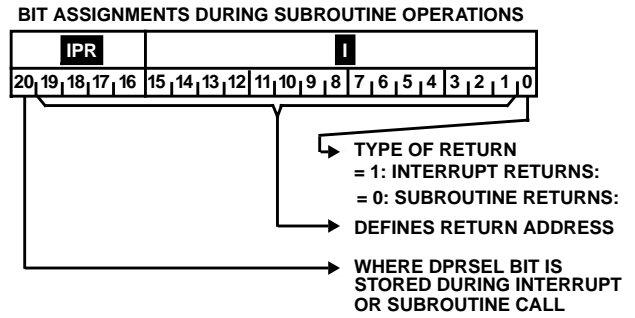 BIT ASSIGNMENTS DURING SUBROUTINE OPERATIONS
IPR I
20 19 18 17 16 15 14 13 12 11 10 9 8 7 6 5 4 3 2 1 0
TYPE OF RETURN
= 1: INTERRUPT RETURNS:
= 0: SUBROUTINE RETURNS:
DEFINES RETURN ADDRESS
WHERE DPRSEL BIT IS
STORED DURING INTERRUPT
OR SUBROUTINE CALL